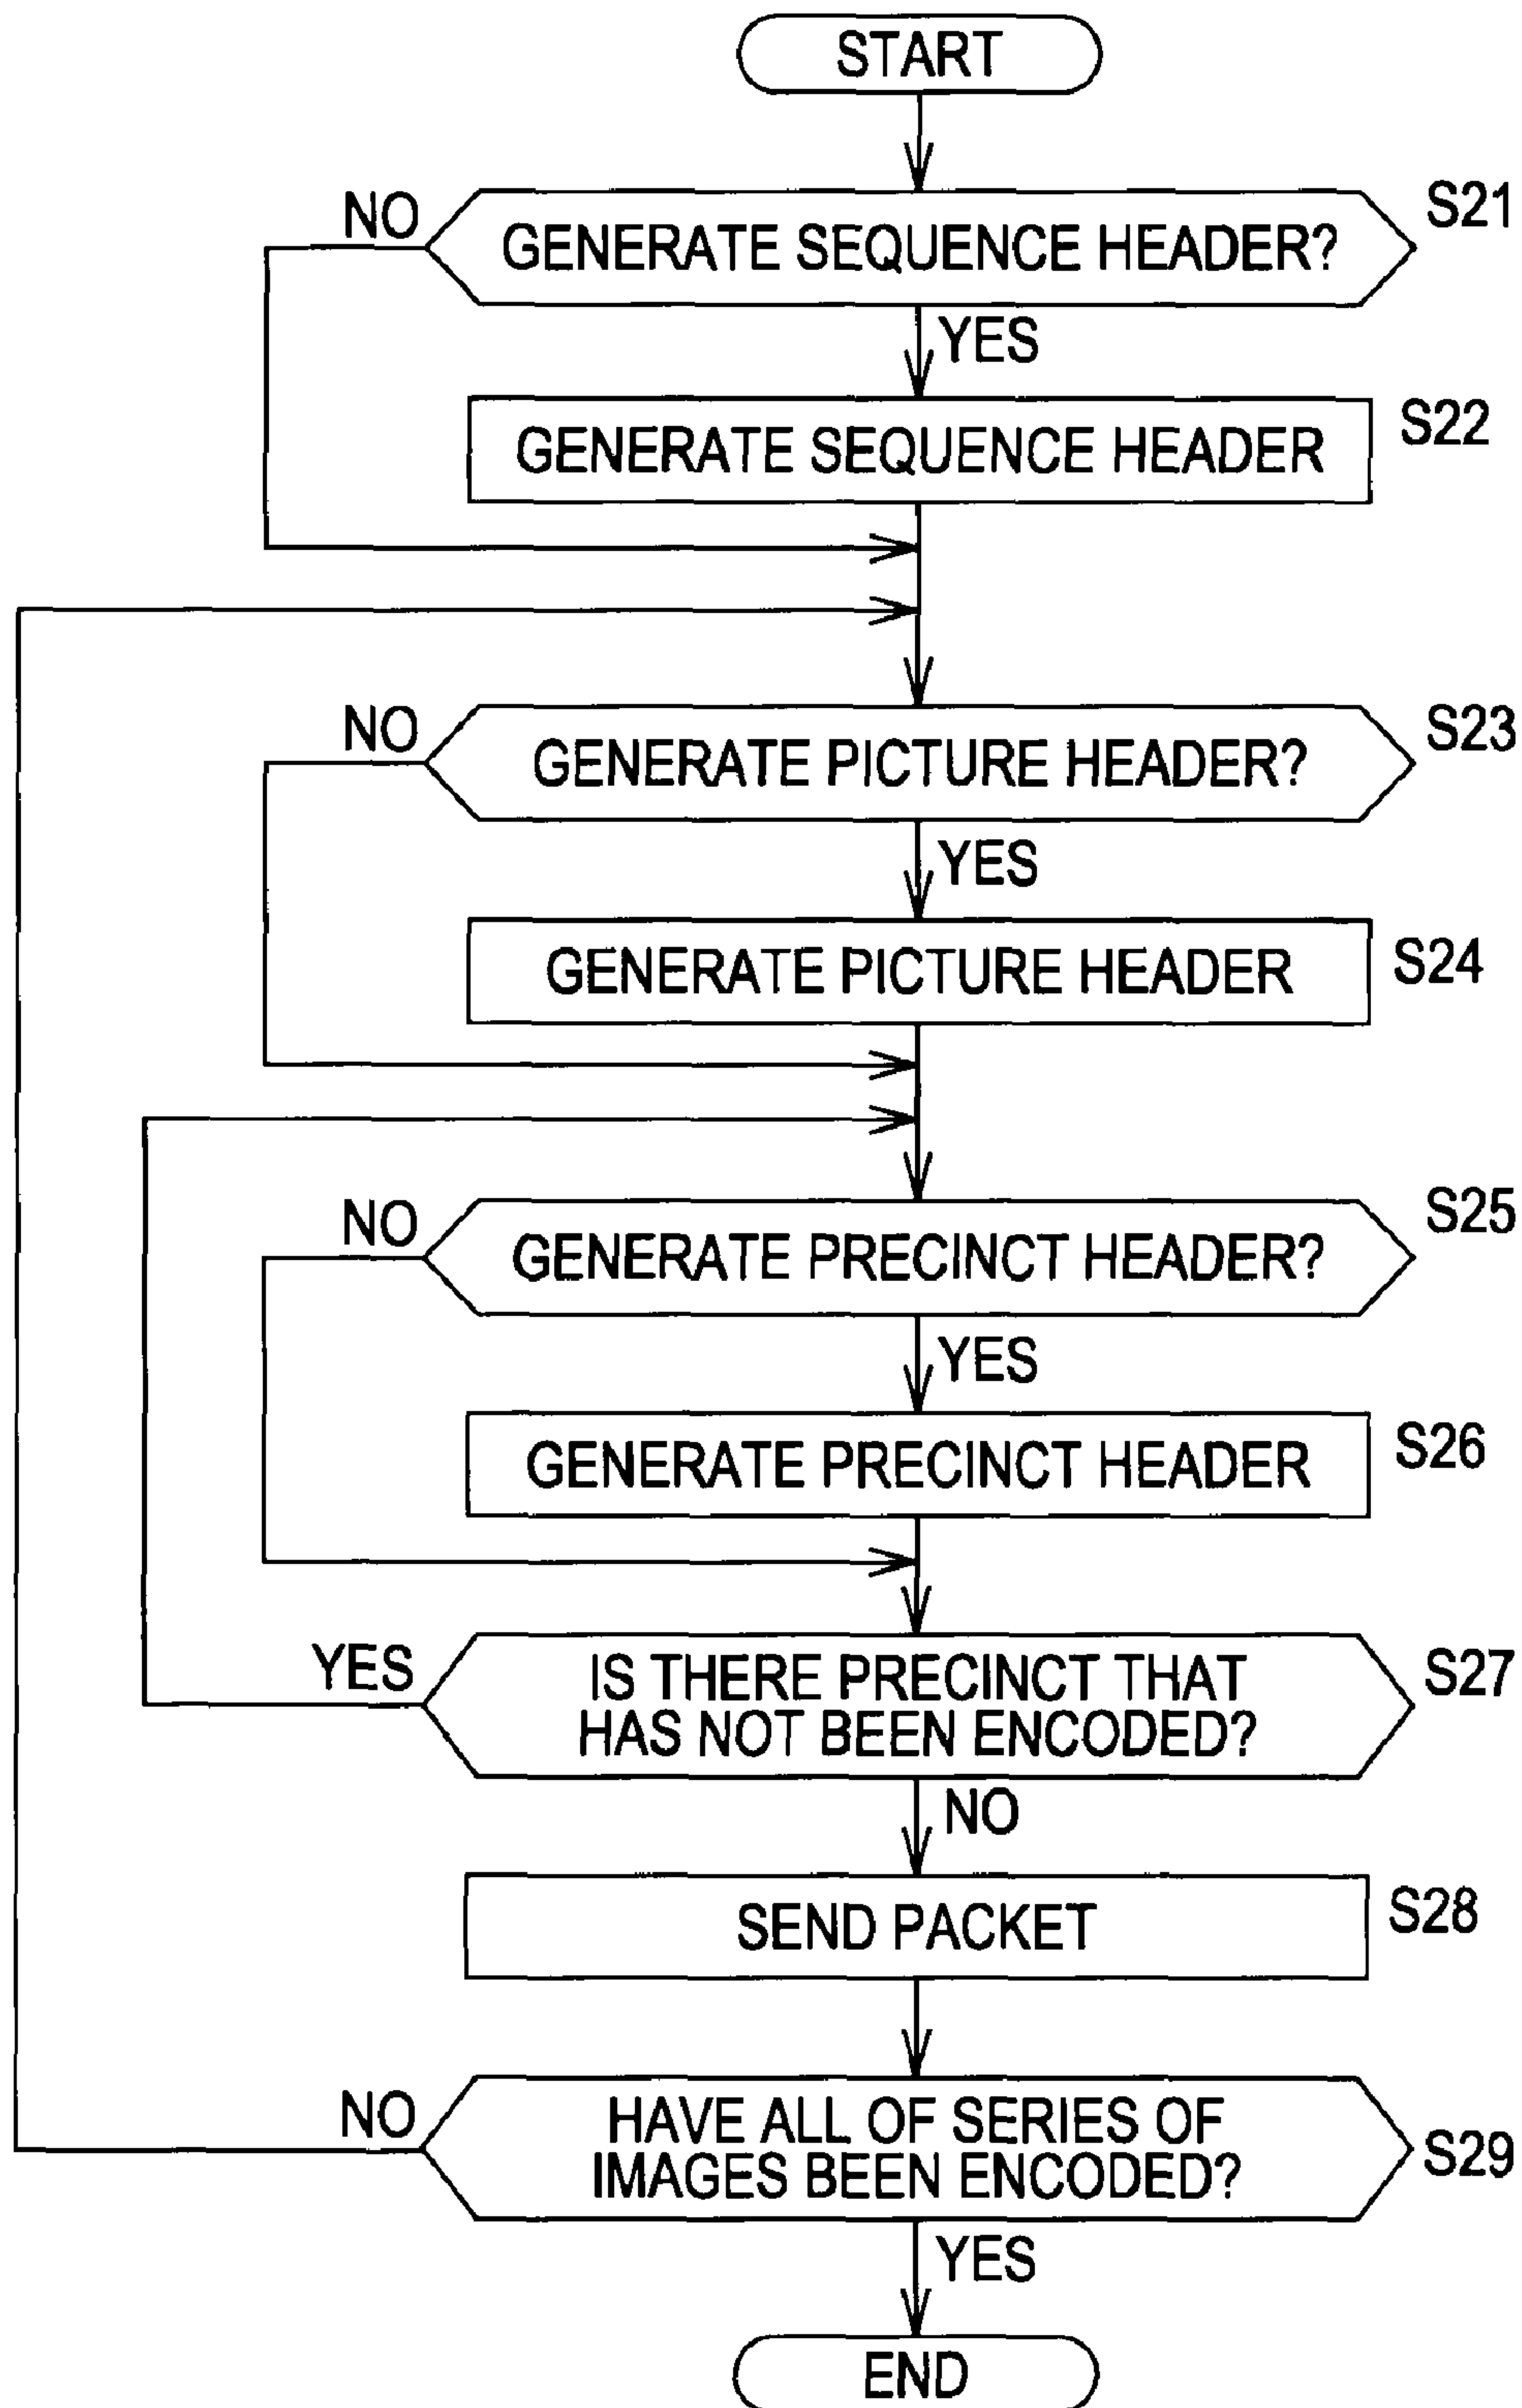 START
NO
GENERATE SEQUENCE HEADER?
S21
YES
GENERATE SEQUENCE HEADER
S22
NO
GENERATE PICTURE HEADER?
S23
YES
GENERATE PICTURE HEADER
S24
NO
GENERATE PRECINCT HEADER?
S25
YES
GENERATE PRECINCT HEADER
S26
YES
IS THERE PRECINCT THAT
HAS NOT BEEN ENCODED?
S27
NO
SEND PACKET
S28
NO
HAVE ALL OF SERIES OF
IMAGES BEEN ENCODED?
S29
YES
END